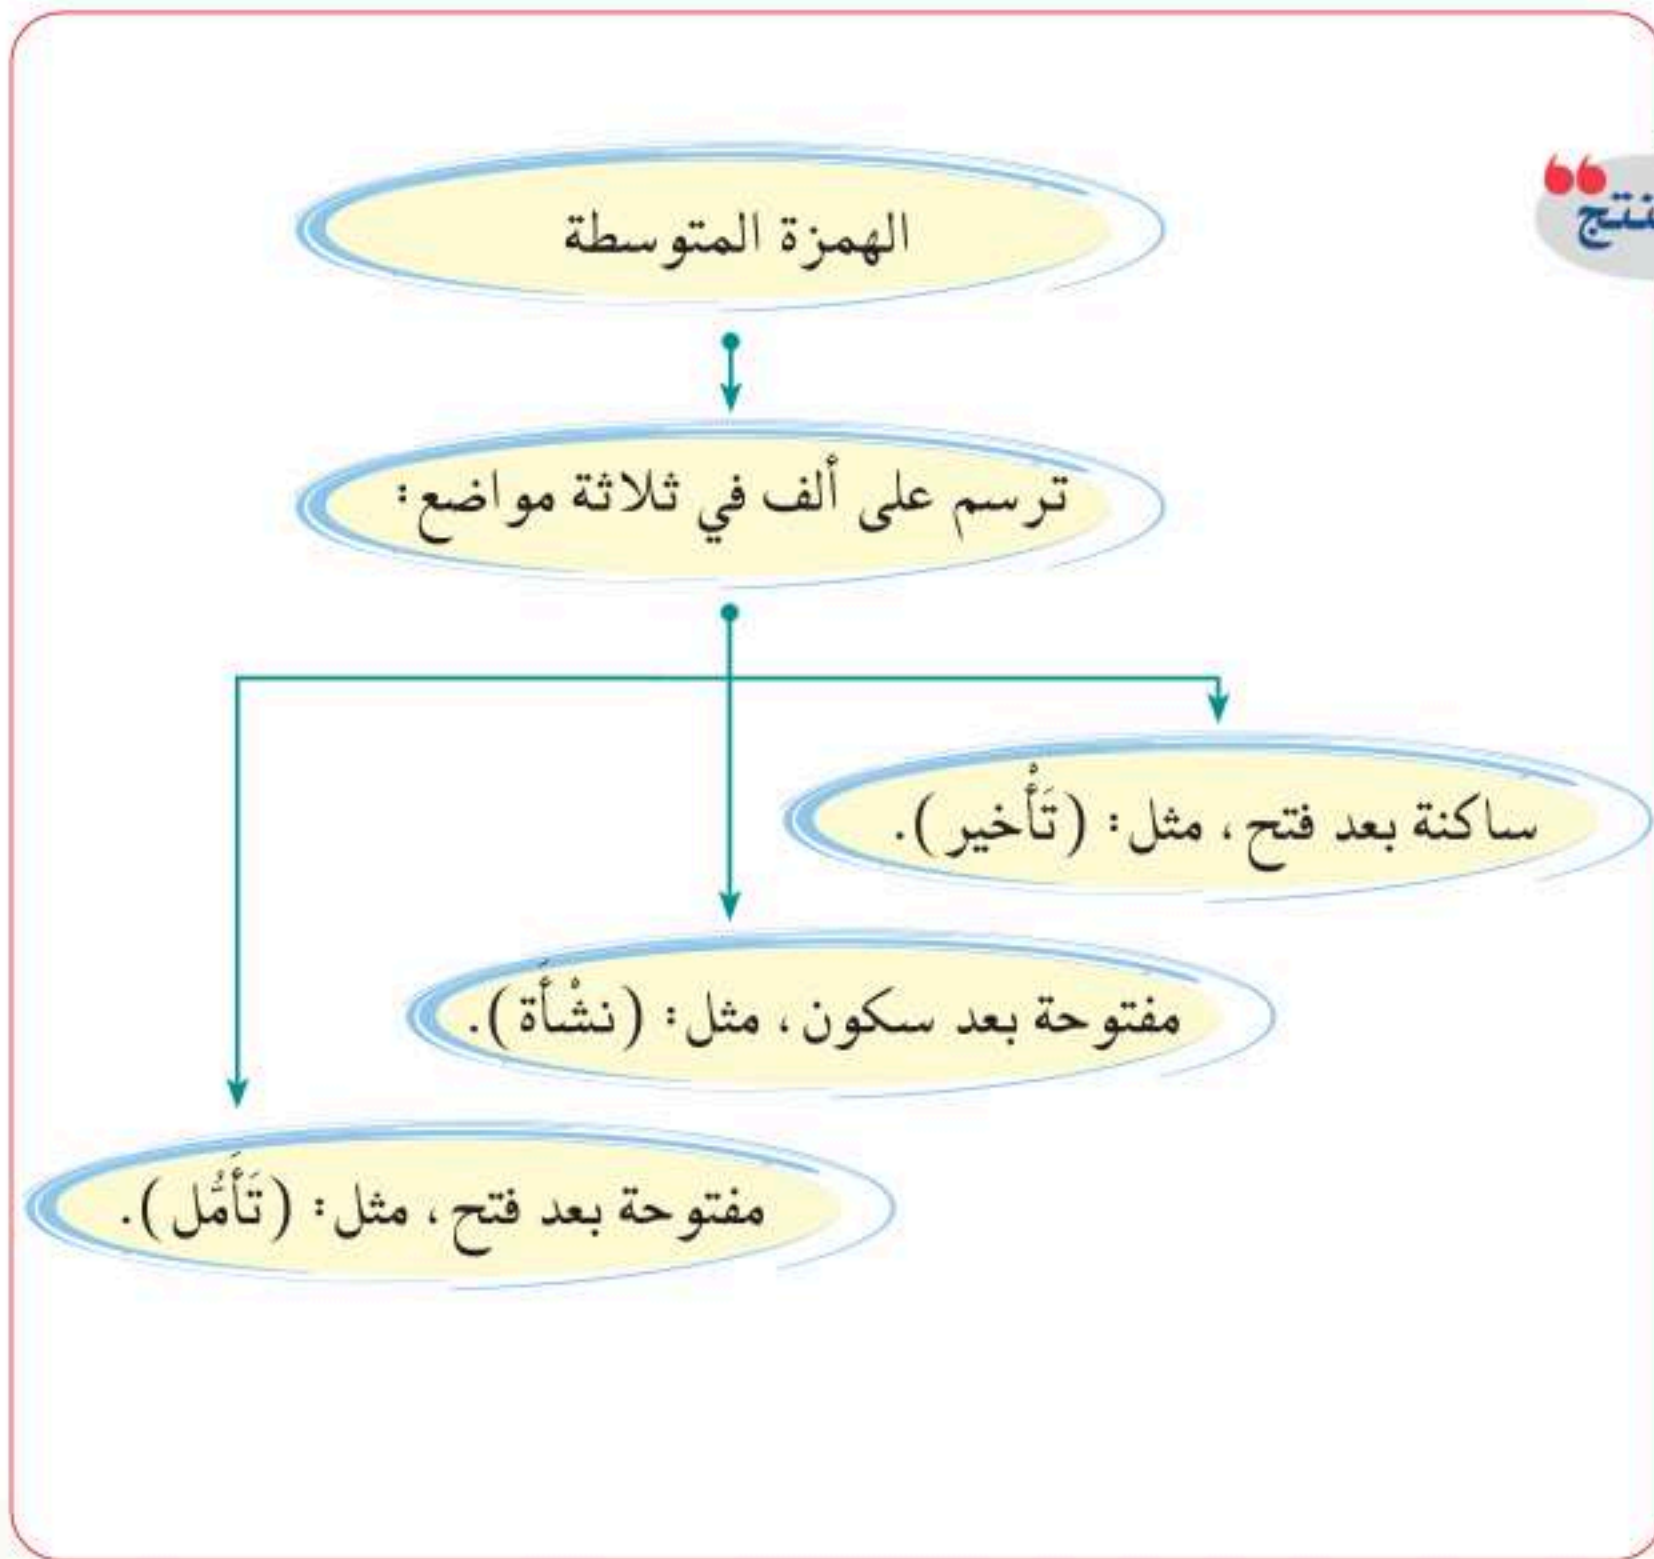 الهمزة المتوسطة
ترسم على ألف في ثلاثة مواضع:
ساكنة بعد فتح، مثل: (تَأْخير).
مفتوحة بعد سكون، مثل: (نشْأَة).
مفتوحة بعد فتح، مثل: (تَأَمُّل).